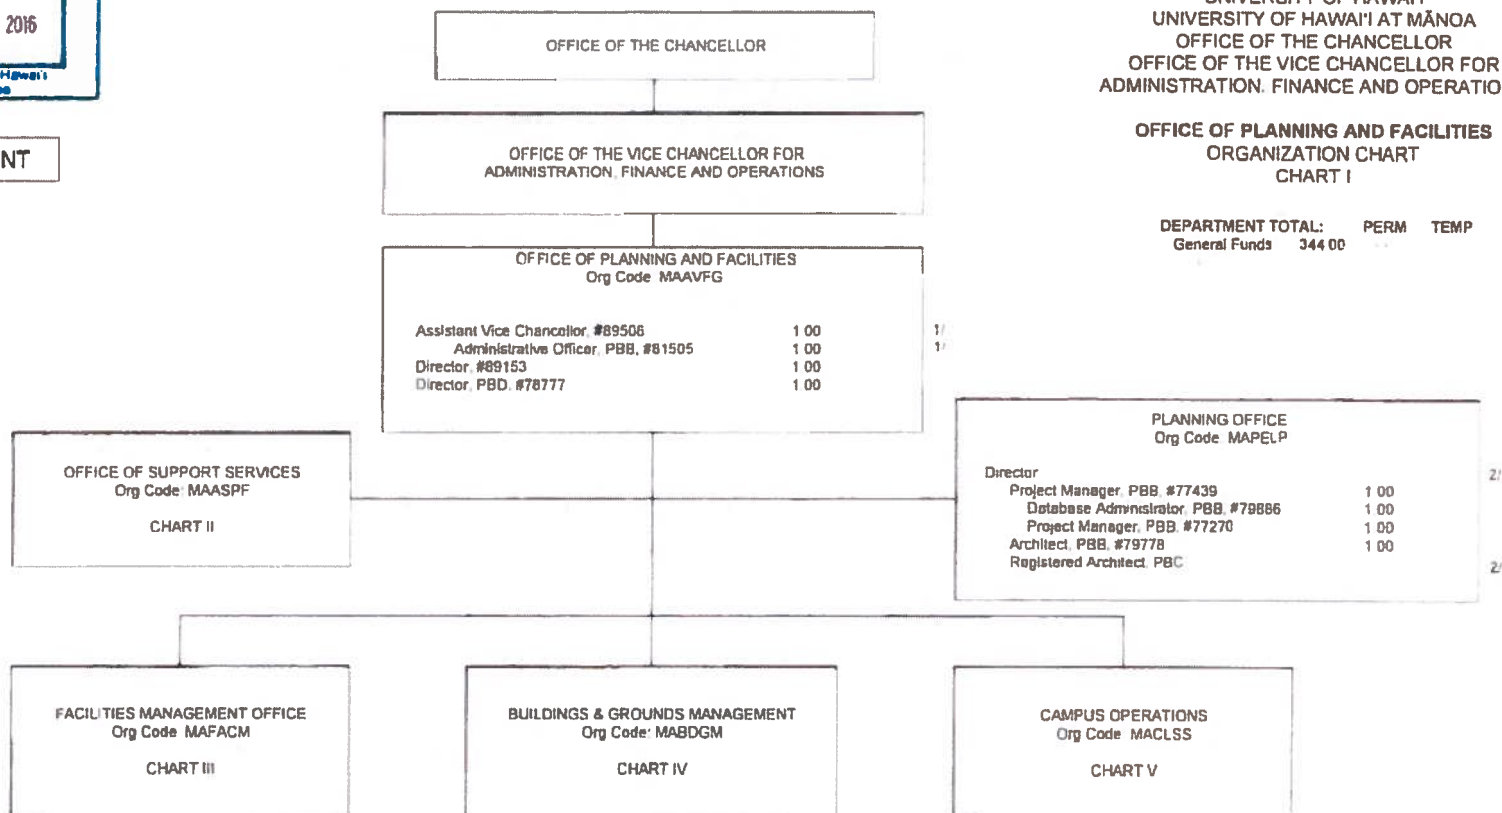 2016
Hawai'i
NT
UNIVERSITY OF HAWAI'I
UNIVERSITY OF HAWAI'I AT MĀNOA
OFFICE OF THE CHANCELLOR
OFFICE OF THE VICE CHANCELLOR FOR
ADMINISTRATION, FINANCE AND OPERATIO
OFFICE OF PLANNING AND FACILITIES
ORGANIZATION CHART
CHART I
DEPARTMENT TOTAL: PERM TEMP
General Funds 344 00
OFFICE OF THE CHANCELLOR
OFFICE OF THE VICE CHANCELLOR FOR
ADMINISTRATION, FINANCE AND OPERATIONS
OFFICE OF PLANNING AND FACILITIES
Org Code MAAVFG
Assistant Vice Chancellor, #89506 1 00 1/
Administrative Officer, PBB, #81505 1 00 1/
Director, #89153 1 00
Director, PBD, #78777 1 00
OFFICE OF SUPPORT SERVICES
Org Code: MAASPF
CHART II
PLANNING OFFICE
Org Code MAPELP
Director 2/
Project Manager, PBB, #77439 1 00
Database Administrator, PBB, #79886 1 00
Project Manager, PBB, #77270 1 00
Architect, PBB, #79778 1 00
Registered Architect, PBC 2/
FACILITIES MANAGEMENT OFFICE
Org Code MAFACM
CHART III
BUILDINGS & GROUNDS MANAGEMENT
Org Code: MABDGM
CHART IV
CAMPUS OPERATIONS
Org Code MACLSS
CHART V